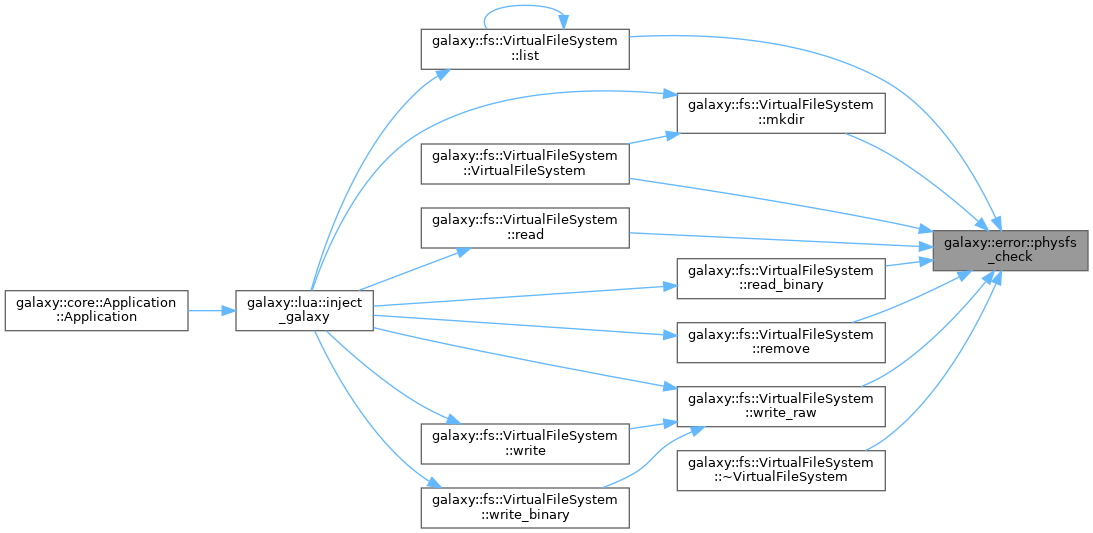 galaxy::fs::VirtualFileSystem
::list
galaxy::fs::VirtualFileSystem
::mkdir
galaxy::fs::VirtualFileSystem
::VirtualFileSystem
galaxy::fs::VirtualFileSystem
::read
galaxy::error::physfs
_check
galaxy::fs::VirtualFileSystem
::read_binary
galaxy::core::Application
::Application
galaxy::lua::inject
_galaxy
galaxy::fs::VirtualFileSystem
::remove
galaxy::fs::VirtualFileSystem
::write_raw
galaxy::fs::VirtualFileSystem
::write
galaxy::fs::VirtualFileSystem
::~VirtualFileSystem
galaxy::fs::VirtualFileSystem
::write_binary